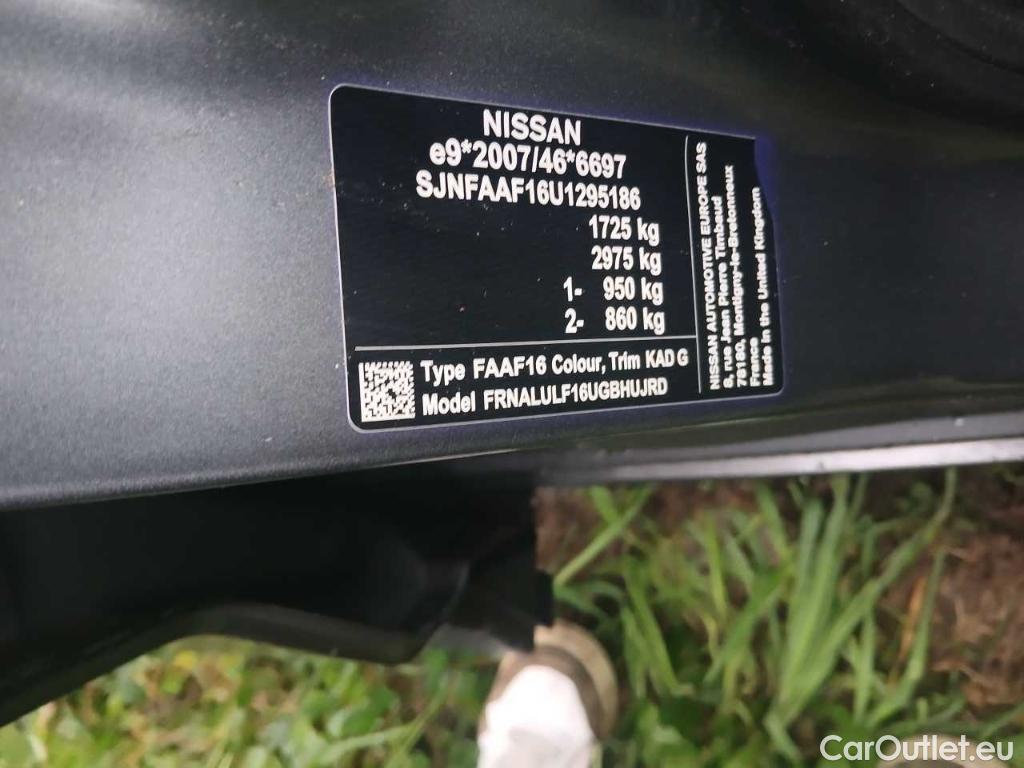 NISSAN
e9*2007/46*6697
SJNFAAF16U1295186
1725 kg
2975 kg
1- 950 kg
2- 860 kg
Type FAAF16 Colour, Trim KAD G
Model FRNALULF16UGBHUJRD
NISSAN AUTOMOTIVE EUROPE SAS
8, rue Jean Pierre Timbaud
78180, Montigny-le-Bretonneux
France
Made in the United Kingdom
CarOutlet.eu